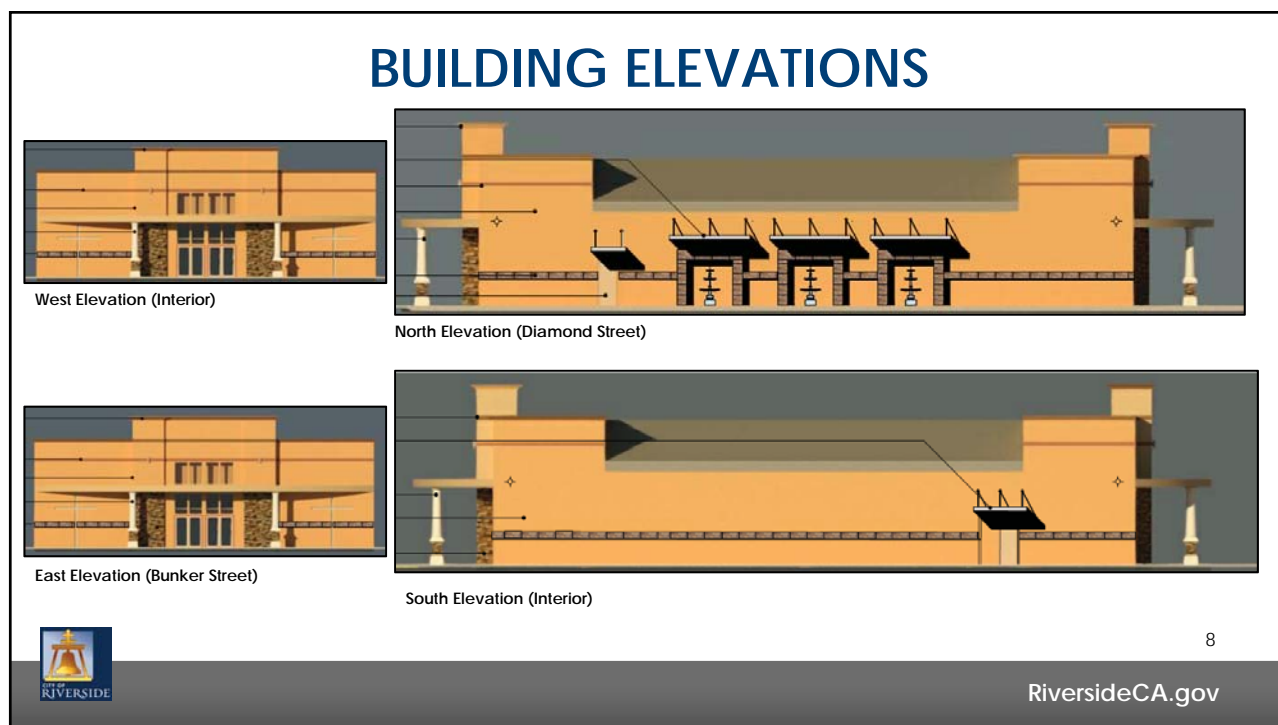 BUILDING ELEVATIONS
West Elevation (Interior)
North Elevation (Diamond Street)
East Elevation (Bunker Street)
South Elevation (Interior)
8
CITY OF
RIVERSIDE
RiversideCA.gov